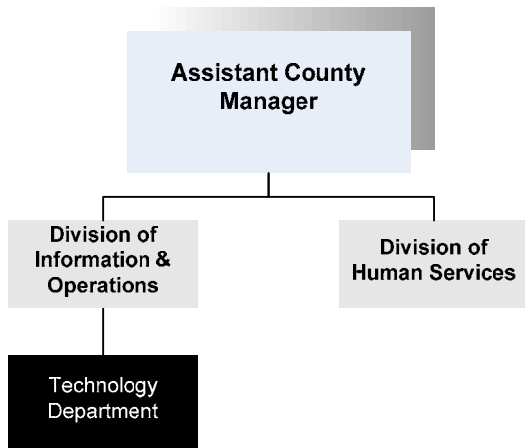 Assistant County
Manager
Division of
Information &
Operations
Division of
Human Services
Technology
Department